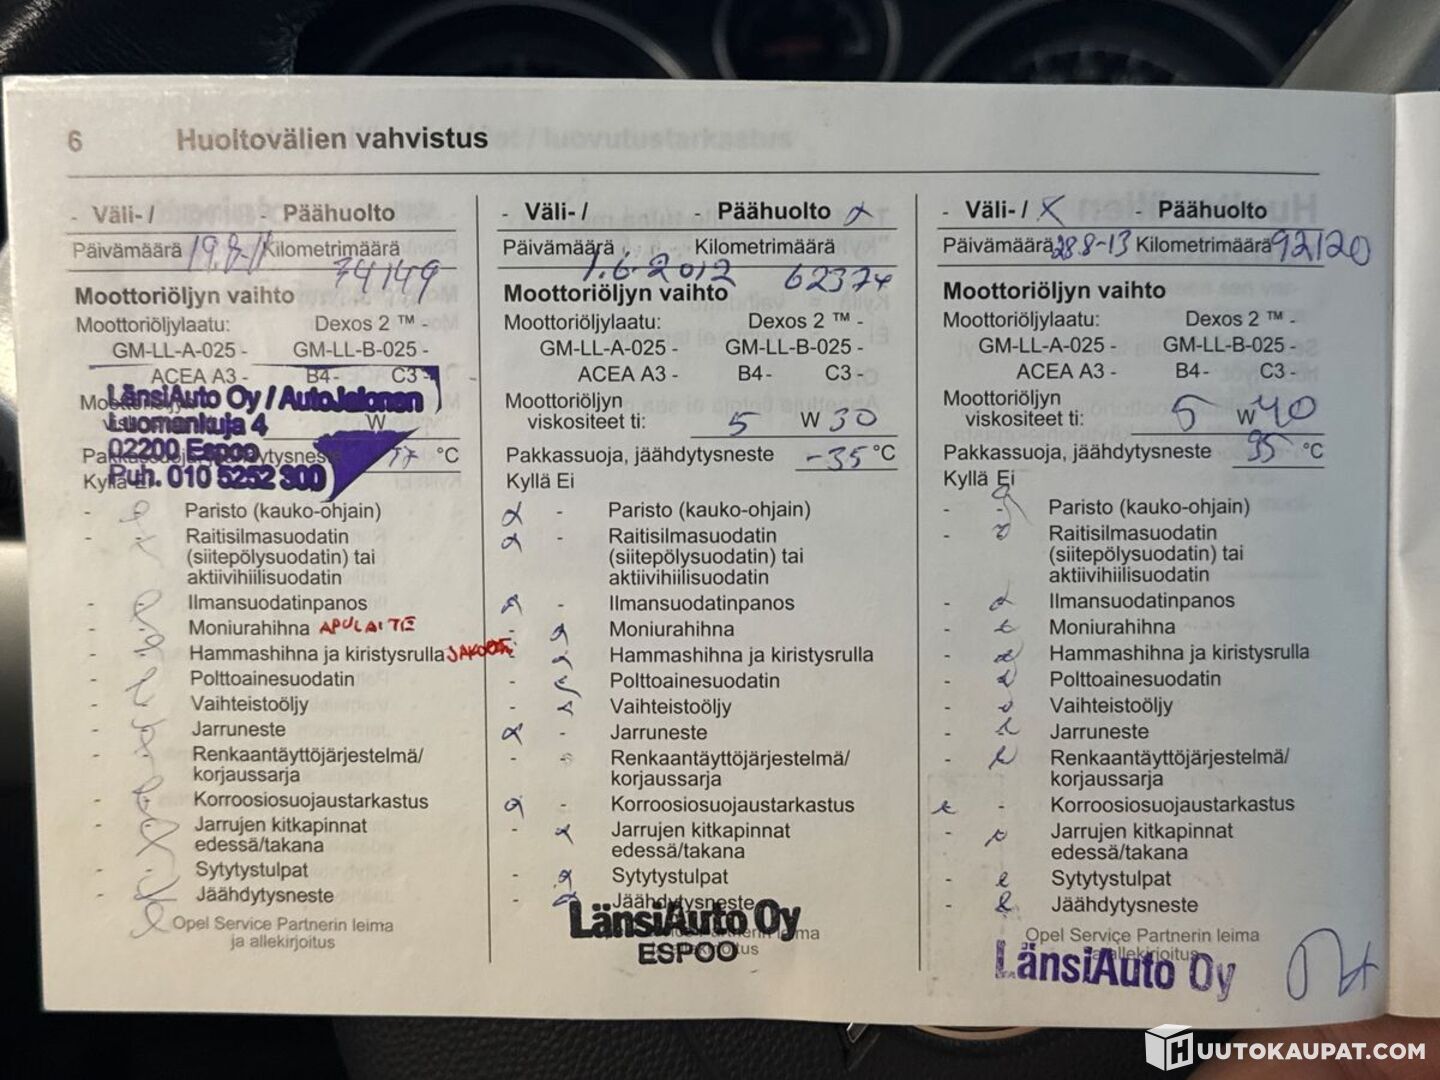 6 Huoltovälien vahvistus
- Väli- / - Päähuolto
Päivämäärä Kilometrimäärä
74149
Moottoriöljyn vaihto
Moottoriöljylaatu: Dexos 2 ™ -
GM-LL-A-025 - GM-LL-B-025 -
ACEA A3 - B4- C3 -
LänsiAuto Oy / AutoJalonen
W
Luomankuja 4
02200 Espoo
°C
Puh. 010 5252 300
- Paristo (kauko-ohjain)
- Raitisilmasuodatin
(siitepölysuodatin) tai
aktiivihiilisuodatin
- Ilmansuodatinpanos
- Moniurahihna APULAITE
- Hammashihna ja kiristysrulla JAKOPÄÄ
- Polttoainesuodatin
- Vaihteistoöljy
- Jarruneste
- Renkaantäyttöjärjestelmä/
korjaussarja
- Korroosiosuojaustarkastus
- Jarrujen kitkapinnat
edessä/takana
- Sytytystulpat
- Jäähdytysneste
Opel Service Partnerin leima
ja allekirjoitus
- Väli- / - Päähuolto x
Päivämäärä Kilometrimäärä
1.6.2012 62374
Moottoriöljyn vaihto
Moottoriöljylaatu: Dexos 2 ™ -
GM-LL-A-025 - GM-LL-B-025 -
ACEA A3 - B4- C3 -
Moottoriöljyn
viskositeet ti: 5 W 30
Pakkassuoja, jäähdytysneste -35 °C
Kyllä Ei
x - Paristo (kauko-ohjain)
x - Raitisilmasuodatin
(siitepölysuodatin) tai
aktiivihiilisuodatin
x - Ilmansuodatinpanos
- x Moniurahihna
- x Hammashihna ja kiristysrulla
- x Polttoainesuodatin
- x Vaihteistoöljy
x - Jarruneste
- - Renkaantäyttöjärjestelmä/
korjaussarja
x - Korroosiosuojaustarkastus
- x Jarrujen kitkapinnat
edessä/takana
- x Sytytystulpat
- x Jäähdytysneste
LänsiAuto Oy
ESPOO
- Väli- / X - Päähuolto
Päivämäärä 28.8-13 Kilometrimäärä 92120
Moottoriöljyn vaihto
Moottoriöljylaatu: Dexos 2 ™ -
GM-LL-A-025 - GM-LL-B-025 -
ACEA A3 - B4- C3 -
Moottoriöljyn
viskositeet ti: 5 W 40
Pakkassuoja, jäähdytysneste °C
Kyllä Ei
- x Paristo (kauko-ohjain)
- x Raitisilmasuodatin
(siitepölysuodatin) tai
aktiivihiilisuodatin
- x Ilmansuodatinpanos
- x Moniurahihna
- x Hammashihna ja kiristysrulla
- x Polttoainesuodatin
- x Vaihteistoöljy
- x Jarruneste
- x Renkaantäyttöjärjestelmä/
korjaussarja
x - Korroosiosuojaustarkastus
- x Jarrujen kitkapinnat
edessä/takana
- x Sytytystulpat
- x Jäähdytysneste
Opel Service Partnerin leima
ja allekirjoitus
LänsiAuto Oy
HUUTOKAUPAT.COM